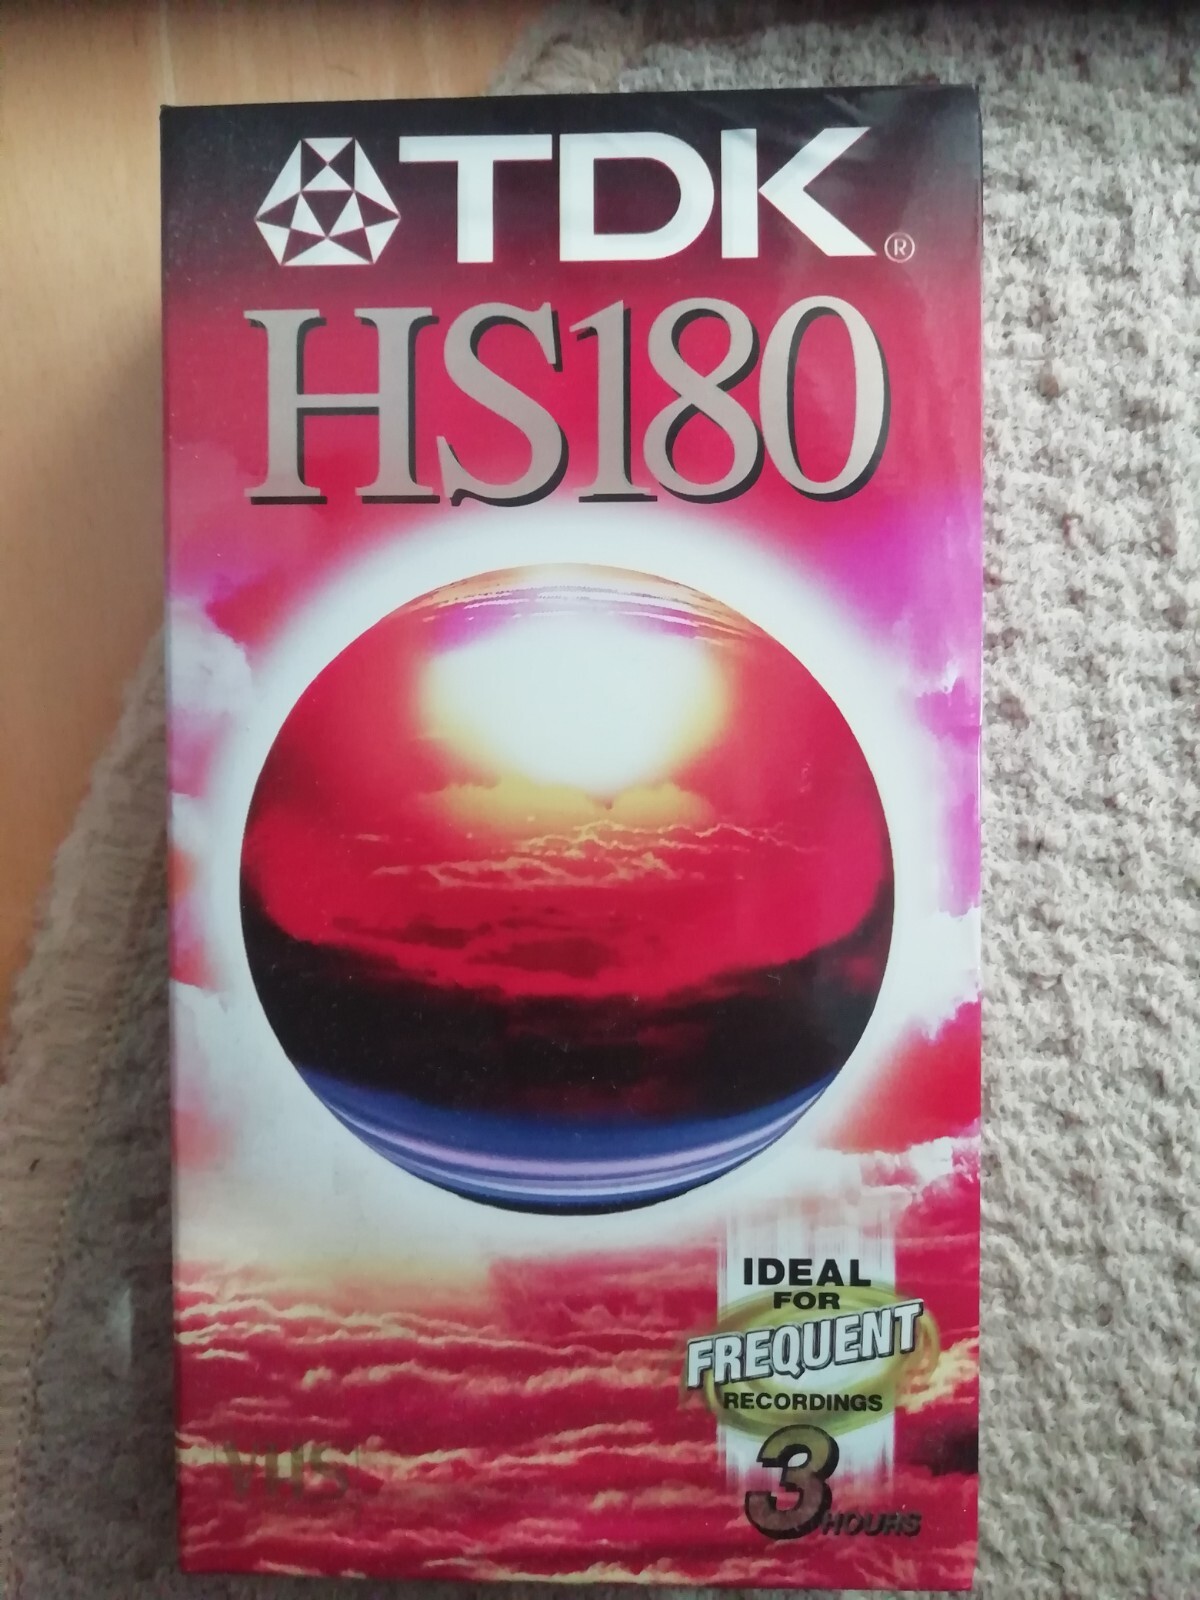 TDK®
HS180
IDEAL
FOR
FREQUENT
RECORDINGS
3
HOURS
VHS